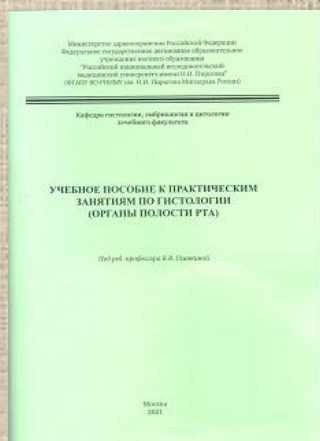 Министерство здравоохранения Российской Федерации
Федеральное государственное автономное образовательное
учреждение высшего образования
"Российский национальный исследовательский
медицинский университет имени Н.И. Пирогова"
(ФГАОУ ВО РНИМУ им. Н.И. Пирогова Минздрава России)
Кафедра гистологии, эмбриологии и цитологии
лечебного факультета
УЧЕБНОЕ ПОСОБИЕ К ПРАКТИЧЕСКИМ
ЗАНЯТИЯМ ПО ГИСТОЛОГИИ
(ОРГАНЫ ПОЛОСТИ РТА)
Под ред. профессора В.В.
Москва
2021